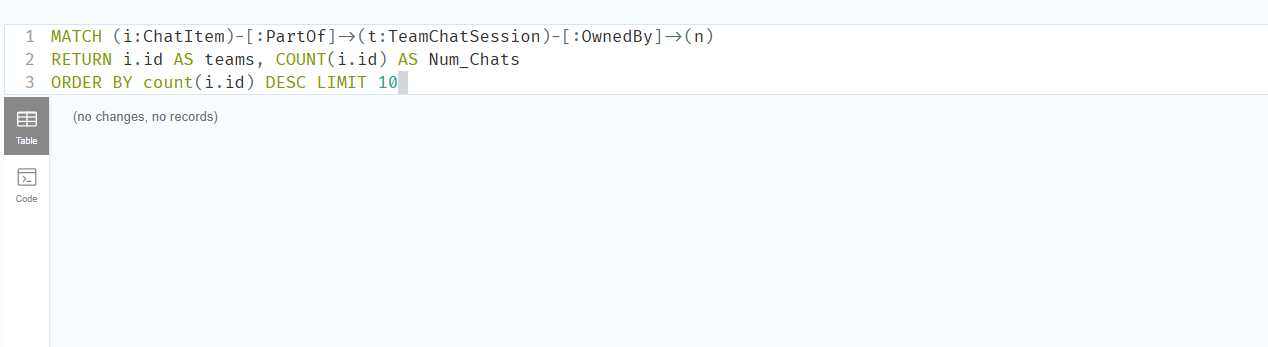 1 MATCH (i:ChatItem)-[:PartOf]->(t:TeamChatSession)-[:OwnedBy]->(n)
2 RETURN i.id AS teams, COUNT(i.id) AS Num_Chats
3 ORDER BY count(i.id) DESC LIMIT 10
(no changes, no records)
Table
Code